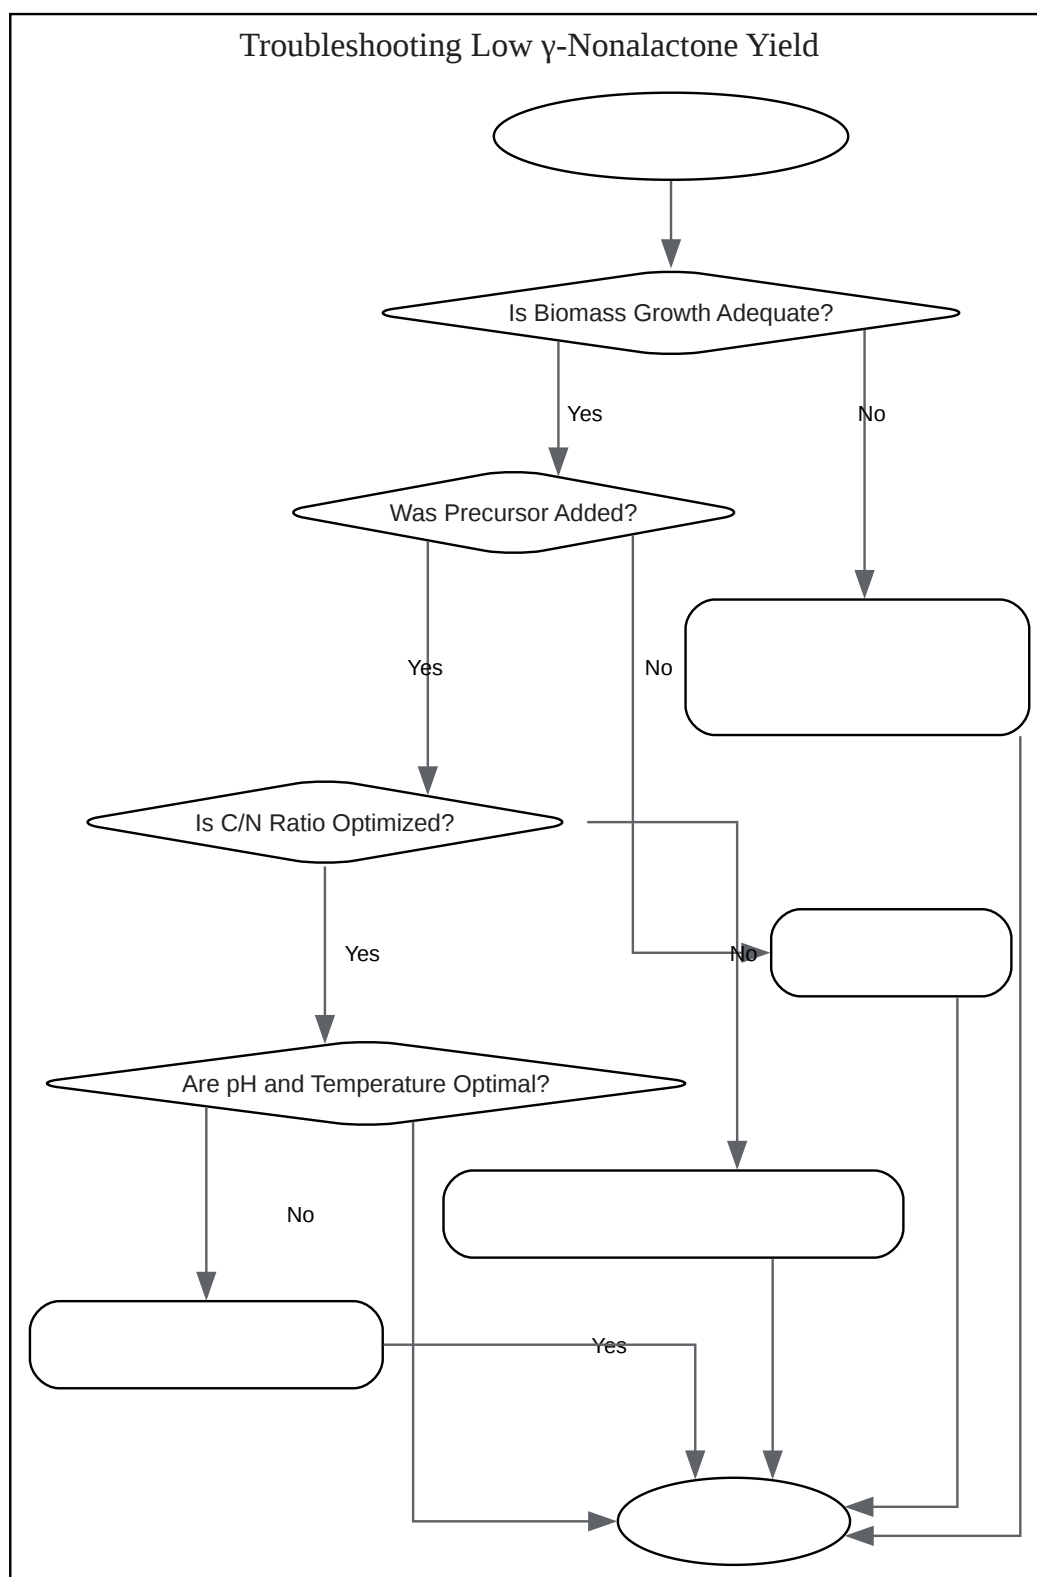 Troubleshooting Low γ-Nonalactone Yield
Is Biomass Growth Adequate?
Yes
No
Was Precursor Added?
Yes
No
Is C/N Ratio Optimized?
Yes
No
Are pH and Temperature Optimal?
No
Yes